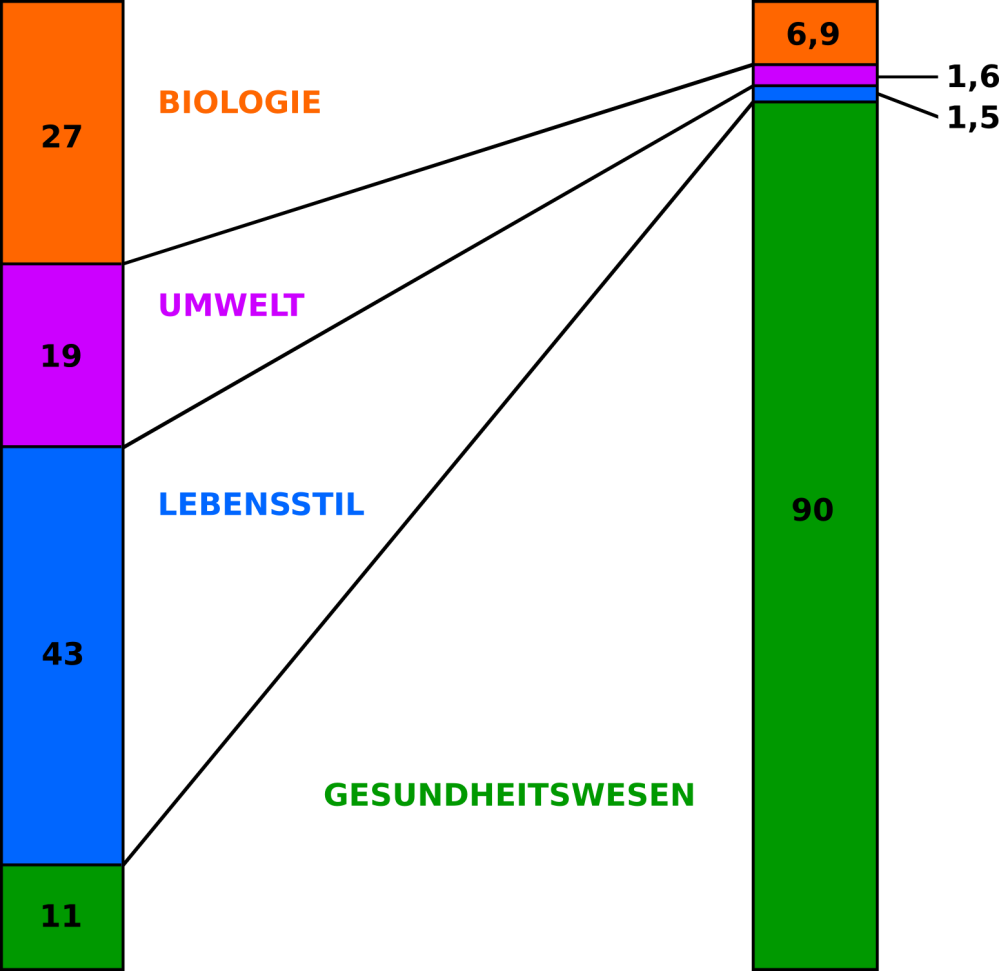 6,9
1,6
BIOLOGIE
1,5
27
UMWELT
19
LEBENSSTIL
90
43
GESUNDHEITSWESEN
11